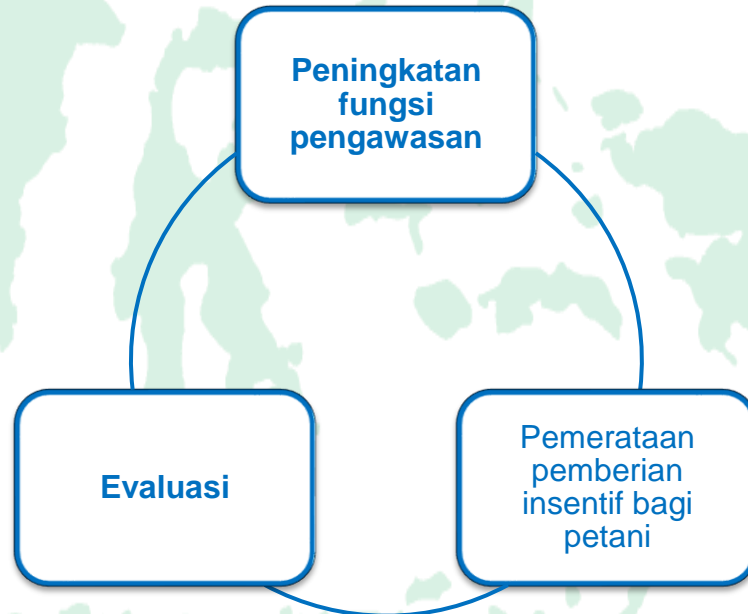 Peningkatan
fungsi
pengawasan
Pemerataan
pemberian
insentif bagi
petani
Evaluasi